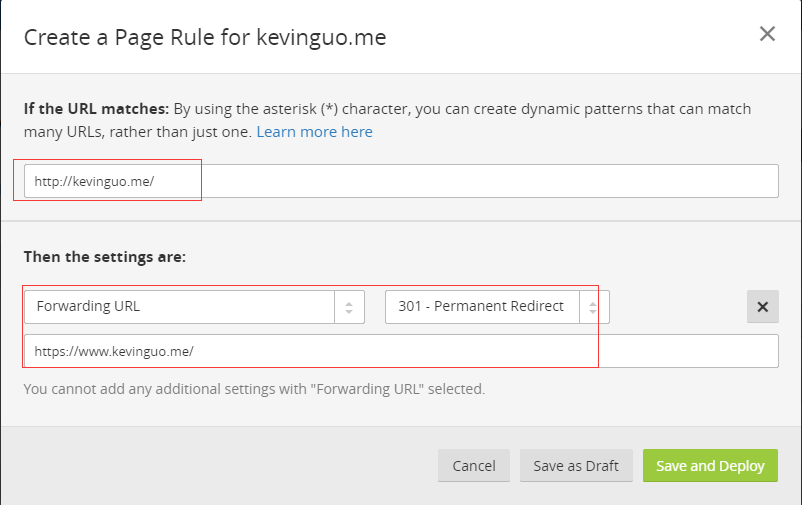 Create a Page Rule for kevinguo.me
If the URL matches: By using the asterisk (*) character, you can create dynamic patterns that can match
many URLs, rather than just one. Learn more here
http://kevinguo.me/
Then the settings are:
Forwarding URL
301 - Permanent Redirect
https://www.kevinguo.me/
You cannot add any additional settings with "Forwarding URL" selected.
Cancel
Save as Draft
Save and Deploy